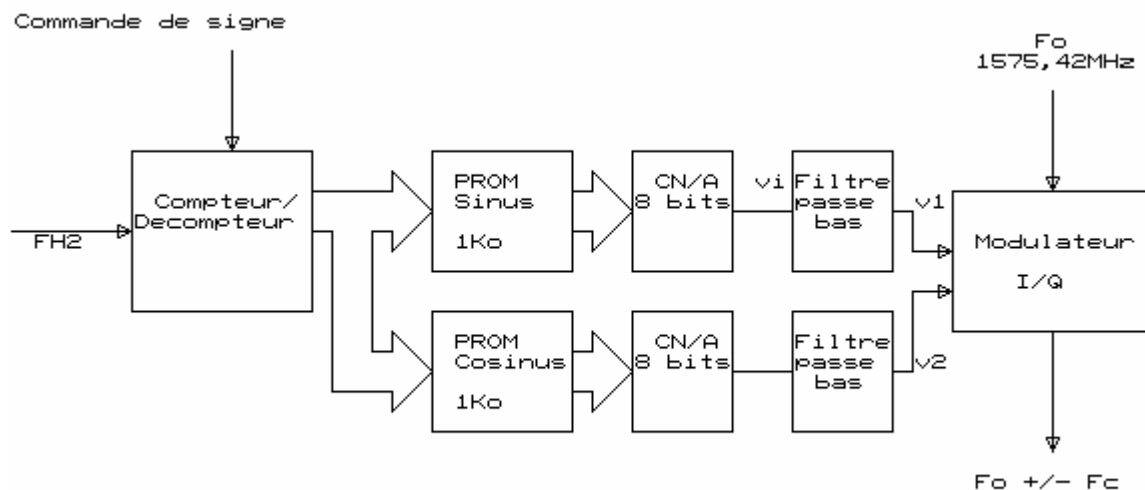 Commande de signe
Fo
1575,42MHz
Compteur/
Decompteur
FH2
PROM
Sinus
1Ko
CN/A
8 bits
vi
Filtre
passe
bas
v1
Modulateur
I/Q
PROM
Cosinus
1Ko
CN/A
8 bits
Filtre
passe
bas
v2
Fo +/- Fc